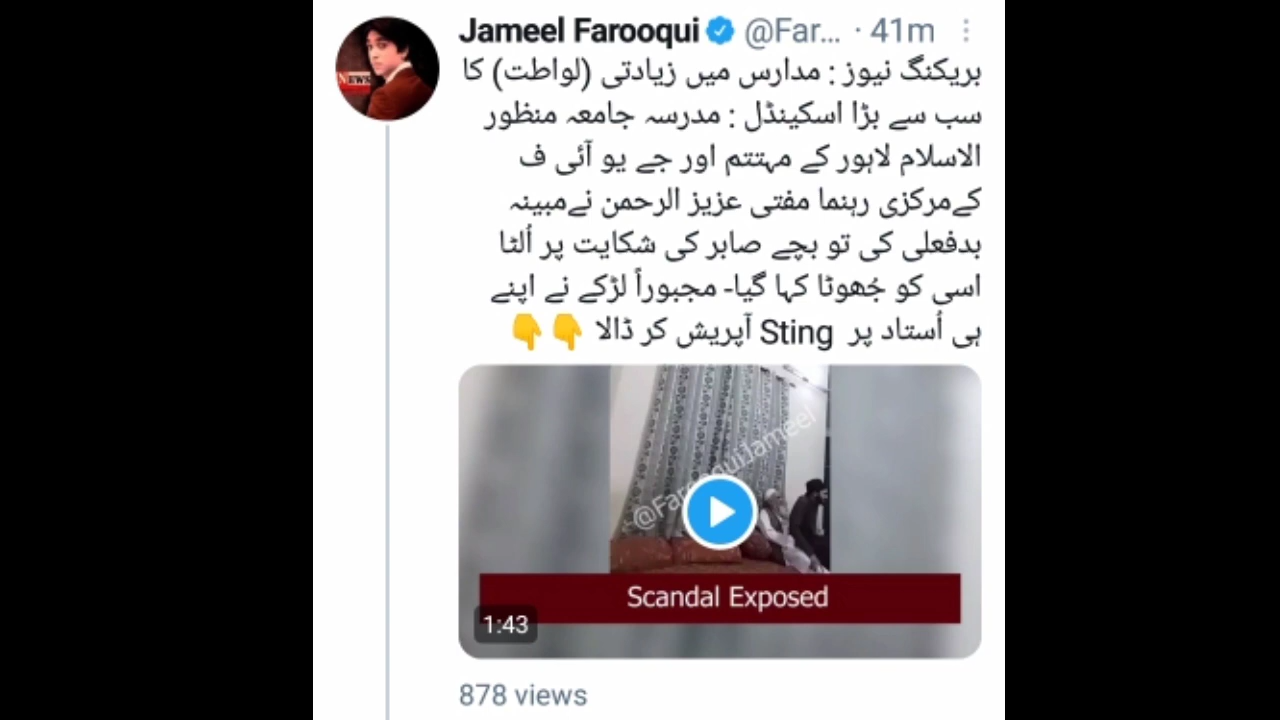 Jameel Farooqui @Far... · 41m
NEWS
بریکنگ نیوز : مدارس میں زیادتی (لواطت) کا
سب سے بڑا اسکینڈل : مدرسہ جامعہ منظور
الاسلام لاہور کے مہتتم اور جے یو آئی ف
کےمرکزی رہنما مفتی عزیز الرحمن نےمبینہ
بدفعلی کی تو بچے صابر کی شکایت پر اُلٹا
اسی کو جُھوٹا کہا گیا- مجبوراً لڑکے نے اپنے
ہی اُستاد پر Sting آپریش کر ڈالا 👇👇
@FarooquiJameel
Scandal Exposed
1:43
878 views